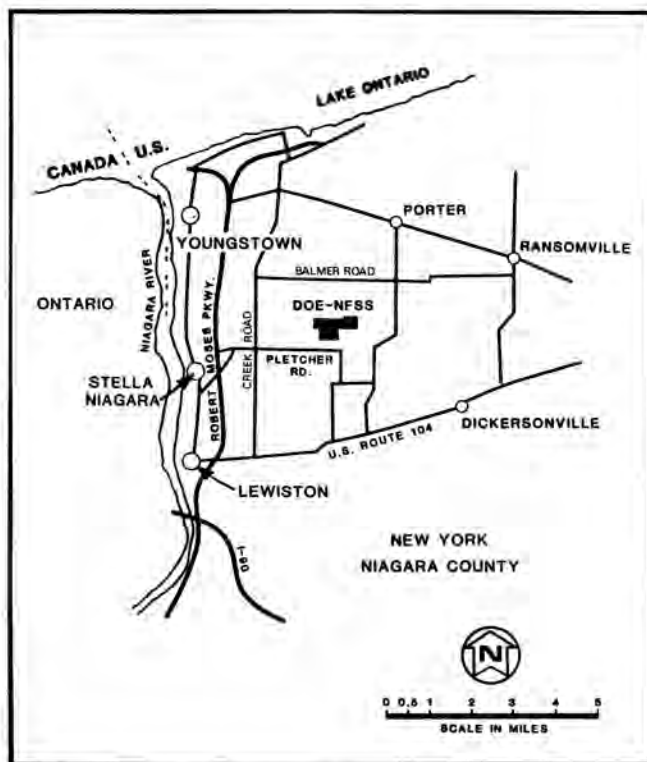 LAKE ONTARIO
CANADA U.S.
PORTER
YOUNGSTOWN
RANSOMVILLE
BALMER ROAD
NIAGARA RIVER
ONTARIO
DOE-NFSS
ROBERT MOSES PKWY.
CREEK ROAD
PLETCHER
RD.
STELLA
NIAGARA
DICKERSONVILLE
U.S. ROUTE 104
LEWISTON
NEW YORK
NIAGARA COUNTY
I-90
N
0 0.5 1 2 3 4 5
SCALE IN MILES